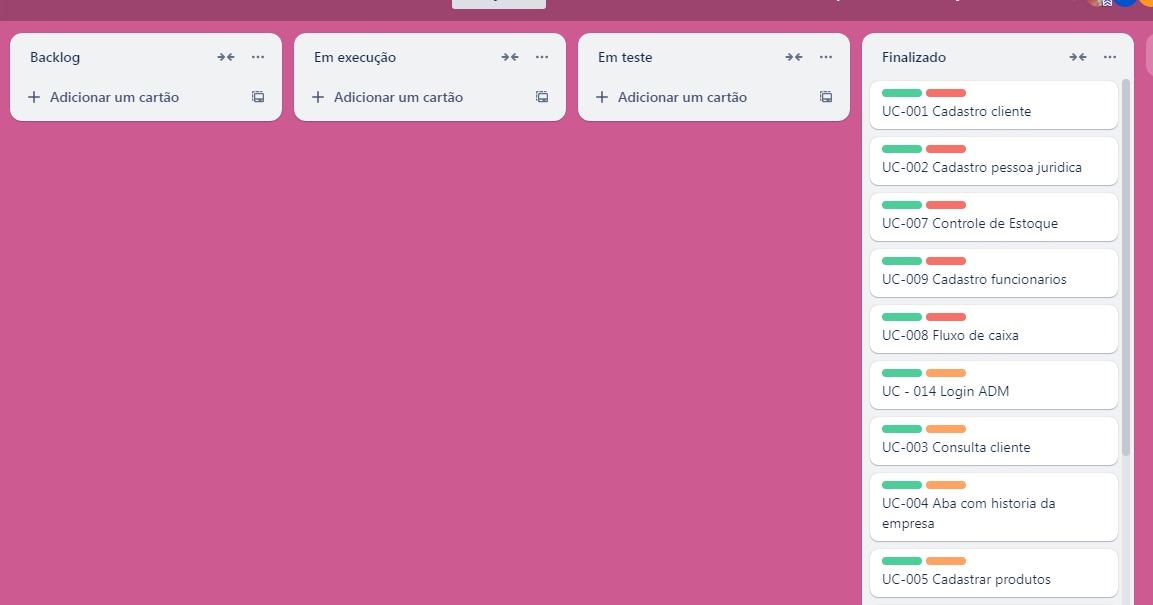 Backlog
Adicionar um cartão
Em execução
Adicionar um cartão
Em teste
Adicionar um cartão
Finalizado
UC-001 Cadastro cliente
UC-002 Cadastro pessoa juridica
UC-007 Controle de Estoque
UC-009 Cadastro funcionarios
UC-008 Fluxo de caixa
UC - 014 Login ADM
UC-003 Consulta cliente
UC-004 Aba com historia da
empresa
UC-005 Cadastrar produtos